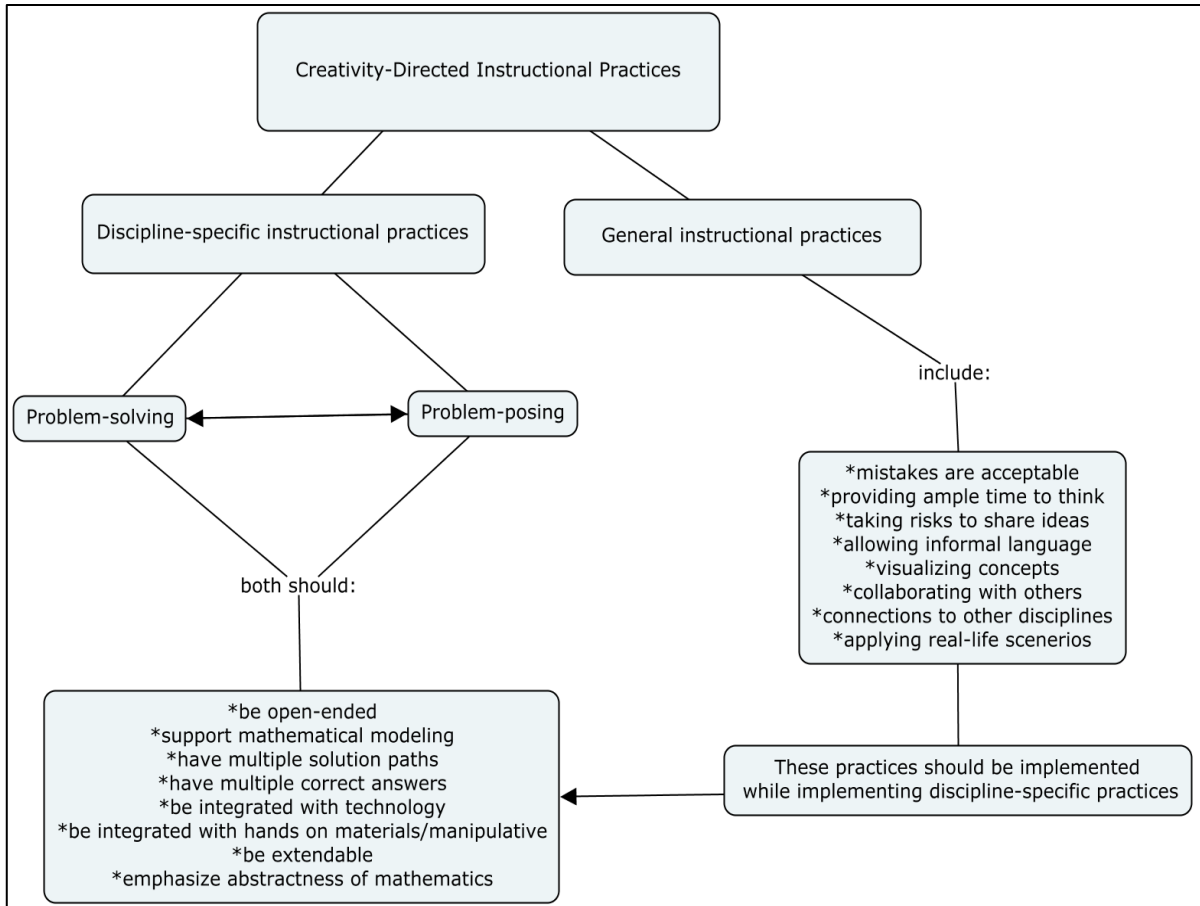 Creativity-Directed Instructional Practices
Discipline-specific instructional practices
General instructional practices
include:
Problem-solving
Problem-posing
both should:
*mistakes are acceptable
*providing ample time to think
*taking risks to share ideas
*allowing informal language
*visualizing concepts
*collaborating with others
*connections to other disciplines
*applying real-life scenerios
*be open-ended
*support mathematical modeling
*have multiple solution paths
*have multiple correct answers
*be integrated with technology
*be integrated with hands on materials/manipulative
*be extendable
*emphasize abstractness of mathematics
These practices should be implemented
while implementing discipline-specific practices